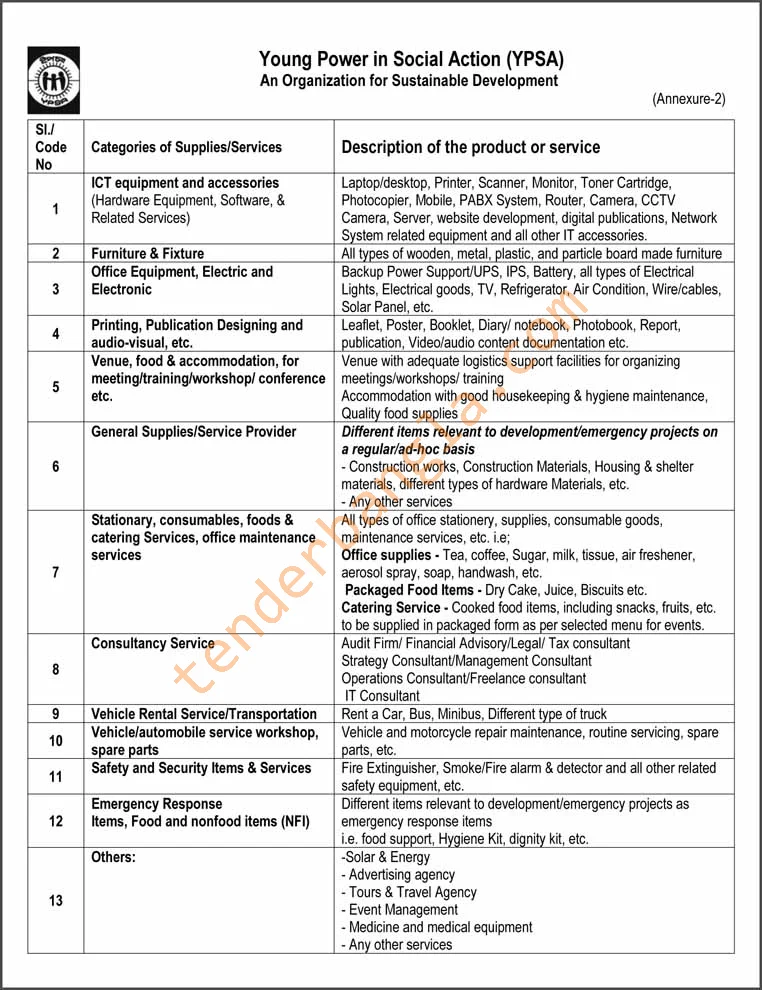 Young Power in Social Action (YPSA)
An Organization for Sustainable Development
(Annexure-2)
YPSA
Sl./
Code
No
Categories of Supplies/Services
Description of the product or service
1
ICT equipment and accessories
(Hardware Equipment, Software, &
Related Services)
Laptop/desktop, Printer, Scanner, Monitor, Toner Cartridge,
Photocopier, Mobile, PABX System, Router, Camera, CCTV
Camera, Server, website development, digital publications, Network
System related equipment and all other IT accessories.
2
Furniture & Fixture
All types of wooden, metal, plastic, and particle board made furniture
3
Office Equipment, Electric and
Electronic
Backup Power Support/UPS, IPS, Battery, all types of Electrical
Lights, Electrical goods, TV, Refrigerator, Air Condition, Wire/cables,
Solar Panel, etc.
4
Printing, Publication Designing and
audio-visual, etc.
Leaflet, Poster, Booklet, Diary/ notebook, Photobook, Report,
publication, Video/audio content documentation etc.
5
Venue, food & accommodation, for
meeting/training/workshop/ conference
etc.
Venue with adequate logistics support facilities for organizing
meetings/workshops/ training
Accommodation with good housekeeping & hygiene maintenance,
Quality food supplies
6
General Supplies/Service Provider
Different items relevant to development/emergency projects on
a regular/ad-hoc basis
- Construction works, Construction Materials, Housing & shelter
materials, different types of hardware Materials, etc.
- Any other services
7
Stationary, consumables, foods &
catering Services, office maintenance
services
All types of office stationery, supplies, consumable goods,
maintenance services, etc. i.e;
Office supplies - Tea, coffee, Sugar, milk, tissue, air freshener,
aerosol spray, soap, handwash, etc.
Packaged Food Items - Dry Cake, Juice, Biscuits etc.
Catering Service - Cooked food items, including snacks, fruits, etc.
to be supplied in packaged form as per selected menu for events.
8
Consultancy Service
Audit Firm/ Financial Advisory/Legal/ Tax consultant
Strategy Consultant/Management Consultant
Operations Consultant/Freelance consultant
IT Consultant
9
Vehicle Rental Service/Transportation
Rent a Car, Bus, Minibus, Different type of truck
10
Vehicle/automobile service workshop,
spare parts
Vehicle and motorcycle repair maintenance, routine servicing, spare
parts, etc.
11
Safety and Security Items & Services
Fire Extinguisher, Smoke/Fire alarm & detector and all other related
safety equipment, etc.
12
Emergency Response
Items, Food and nonfood items (NFI)
Different items relevant to development/emergency projects as
emergency response items
i.e. food support, Hygiene Kit, dignity kit, etc.
13
Others:
-Solar & Energy
- Advertising agency
- Tours & Travel Agency
- Event Management
- Medicine and medical equipment
- Any other services
tenderbangla.com